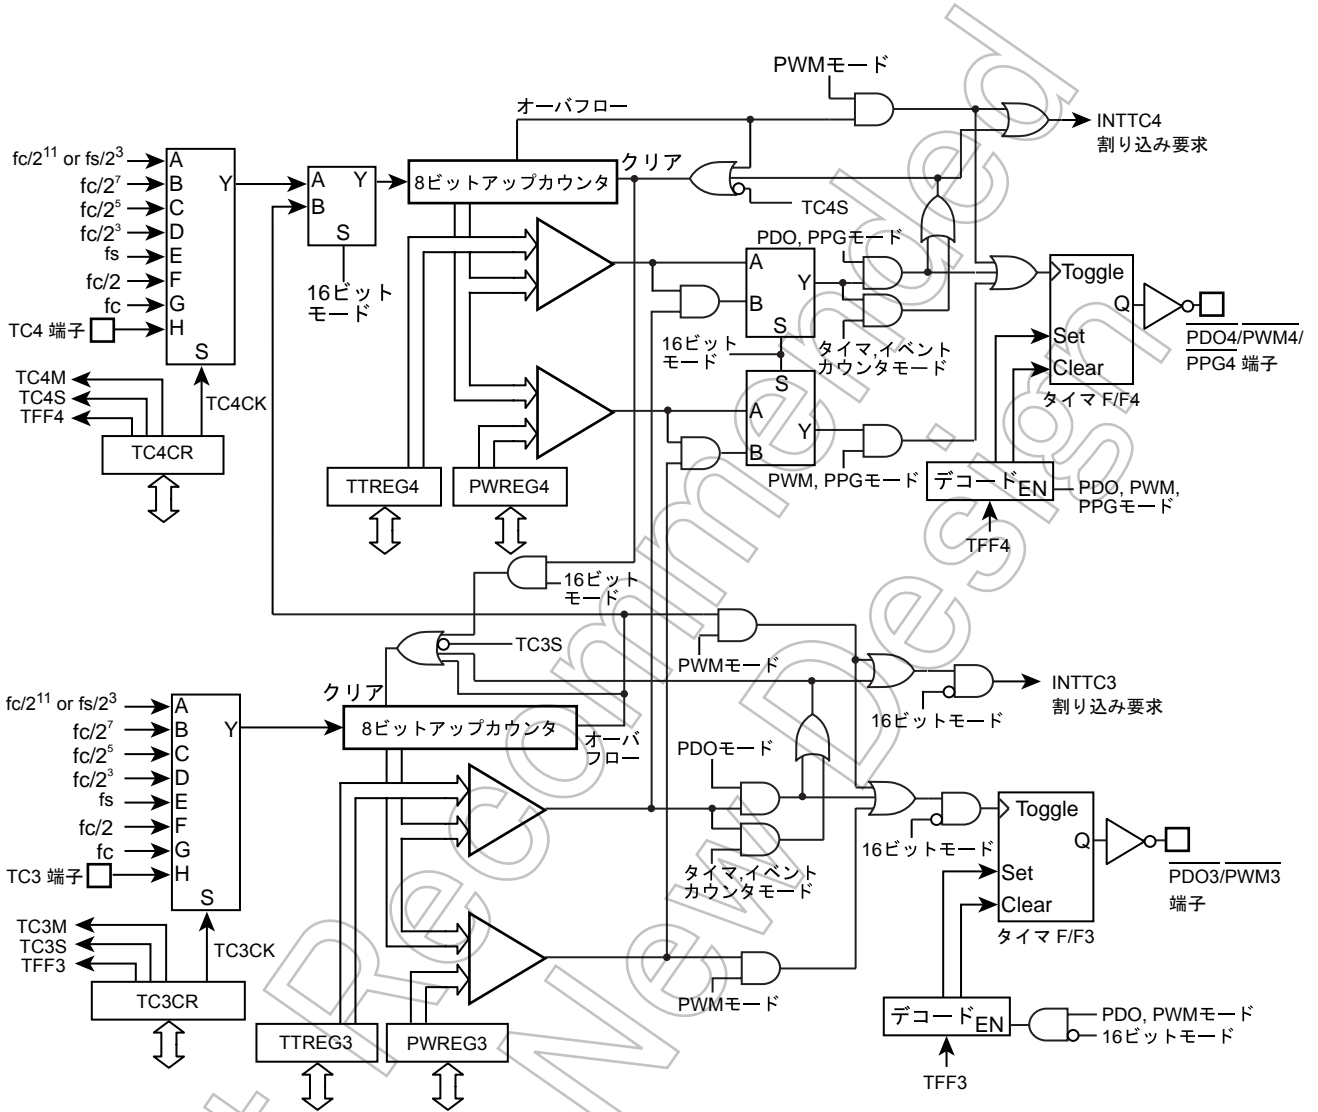 PWMモード
オーバフロー
INTTC4
割り込み要求
fc/2¹¹ or fs/2³
fc/2⁷
fc/2⁵
fc/2³
fs
fc/2
fc
TC4 端子
A
B
C
D
E
F
G
H
Y
S
A
B
Y
S
16ビット
モード
8ビットアップカウンタ
クリア
TC4S
PDO, PPGモード
A
B
Y
S
16ビット
モード
タイマ,イベント
カウンタモード
S
A
B
Y
PWM, PPGモード
Toggle
Q
Set
Clear
タイマ F/F4
PDO4/PWM4/
PPG4 端子
TC4M
TC4S
TFF4
TC4CK
TC4CR
TTREG4
PWREG4
デコード
EN
PDO, PWM,
PPGモード
TFF4
16ビット
モード
TC3S
PWMモード
クリア
8ビットアップカウンタ
オーバ
フロー
fc/2¹¹ or fs/2³
fc/2⁷
fc/2⁵
fc/2³
fs
fc/2
fc
TC3 端子
A
B
C
D
E
F
G
H
Y
S
16ビットモード
INTTC3
割り込み要求
PDOモード
タイマ,イベント
カウンタモード
16ビットモード
Toggle
Q
Set
Clear
タイマ F/F3
PDO3/PWM3
端子
TC3M
TC3S
TFF3
TC3CK
TC3CR
TTREG3
PWREG3
PWMモード
デコード
EN
PDO, PWMモード
16ビットモード
TFF3
Recommended
New Design